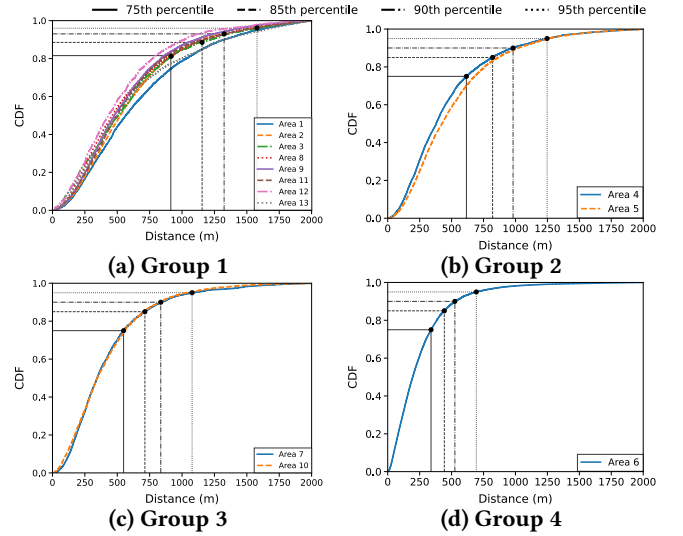 75th percentile 85th percentile 90th percentile 95th percentile
CDF
1.0
0.8
0.6
0.4
0.2
0.0
Area 1
Area 2
Area 3
Area 8
Area 9
Area 11
Area 12
Area 13
0 250 500 750 1000 1250 1500 1750 2000
Distance (m)
(a) Group 1
CDF
1.0
0.8
0.6
0.4
0.2
0.0
Area 4
Area 5
0 250 500 750 1000 1250 1500 1750 2000
Distance (m)
(b) Group 2
CDF
1.0
0.8
0.6
0.4
0.2
0.0
Area 7
Area 10
0 250 500 750 1000 1250 1500 1750 2000
Distance (m)
(c) Group 3
CDF
1.0
0.8
0.6
0.4
0.2
0.0
Area 6
0 250 500 750 1000 1250 1500 1750 2000
Distance (m)
(d) Group 4